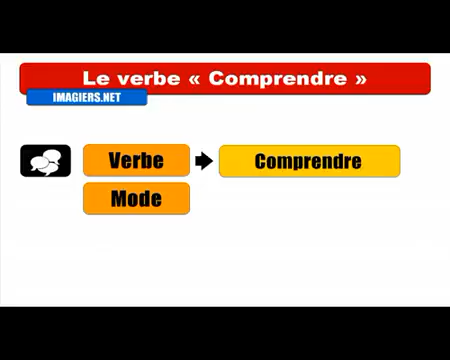 Le verbe « Comprendre »
IMAGIERS.NET
Verbe Comprendre
Mode